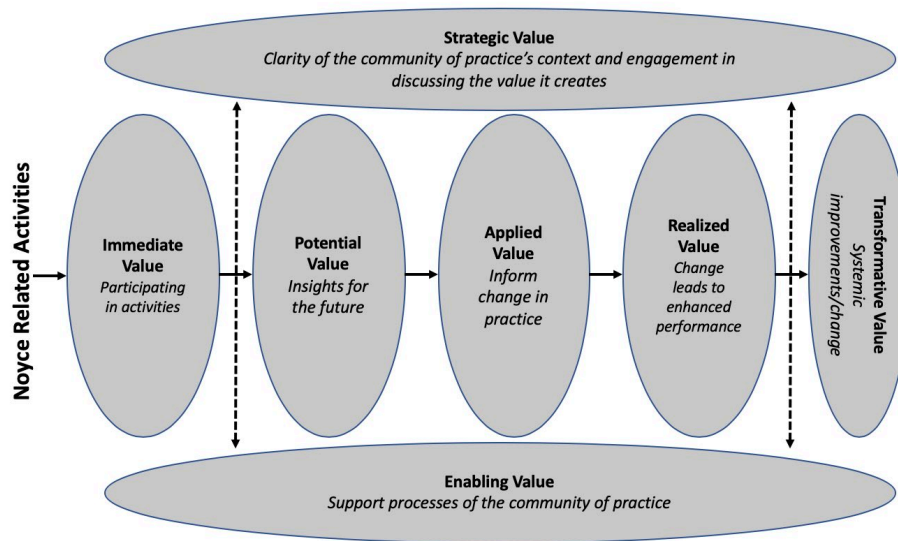 Strategic Value
Clarity of the community of practice's context and engagement in
discussing the value it creates
Noyce Related Activities
Immediate
Value
Participating
in activities
Potential
Value
Insights for
the future
Applied
Value
Inform
change in
practice
Realized
Value
Change
leads to
enhanced
performance
Transformative Value
Systemic
improvements/change
Enabling Value
Support processes of the community of practice